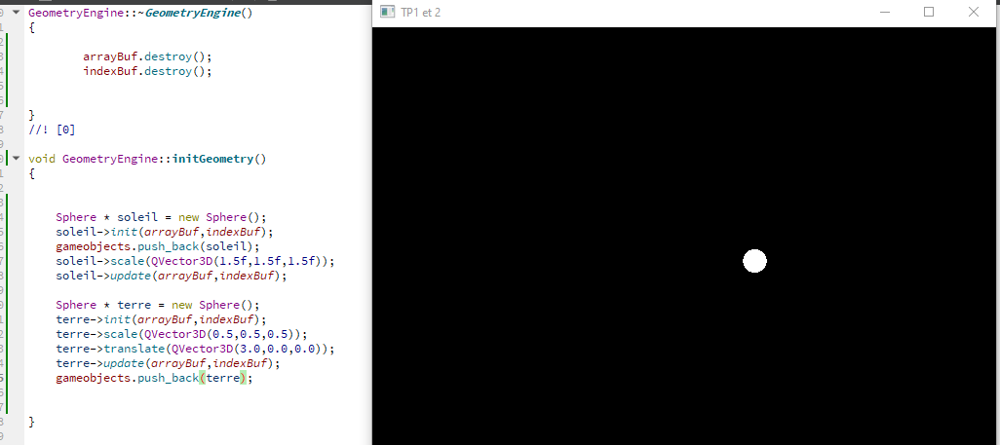 GeometryEngine::~GeometryEngine()
{
arrayBuf.destroy();
indexBuf.destroy();
}
//! [0]
void GeometryEngine::initGeometry()
{
Sphere * soleil = new Sphere();
soleil->init(arrayBuf,indexBuf);
gameobjects.push_back(soleil);
soleil->scale(QVector3D(1.5f,1.5f,1.5f));
soleil->update(arrayBuf,indexBuf);
Sphere * terre = new Sphere();
terre->init(arrayBuf,indexBuf);
terre->scale(QVector3D(0.5,0.5,0.5));
terre->translate(QVector3D(3.0,0.0,0.0));
terre->update(arrayBuf,indexBuf);
gameobjects.push_back(terre);
}
TP1 et 2